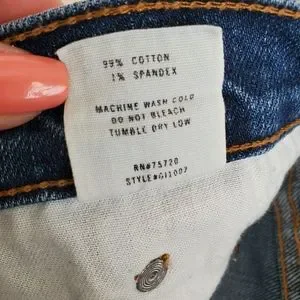 99% COTTON
1% SPANDEX
MACHINE WASH COLD
DO NOT BLEACH
TUMBLE DRY LOW
RN#75720
STYLE#GI1007